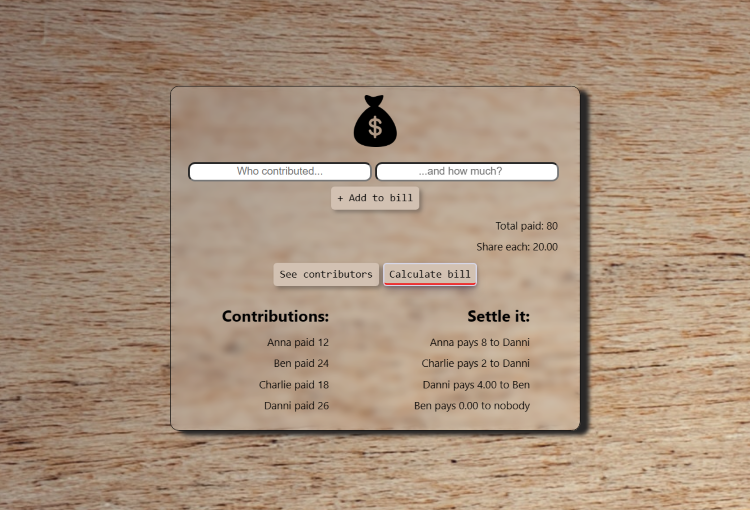 $
Who contributed... ...and how much?
+ Add to bill
Total paid: 80
Share each: 20.00
See contributors Calculate bill
Contributions:
Anna paid 12
Ben paid 24
Charlie paid 18
Danni paid 26
Settle it:
Anna pays 8 to Danni
Charlie pays 2 to Danni
Danni pays 4.00 to Ben
Ben pays 0.00 to nobody